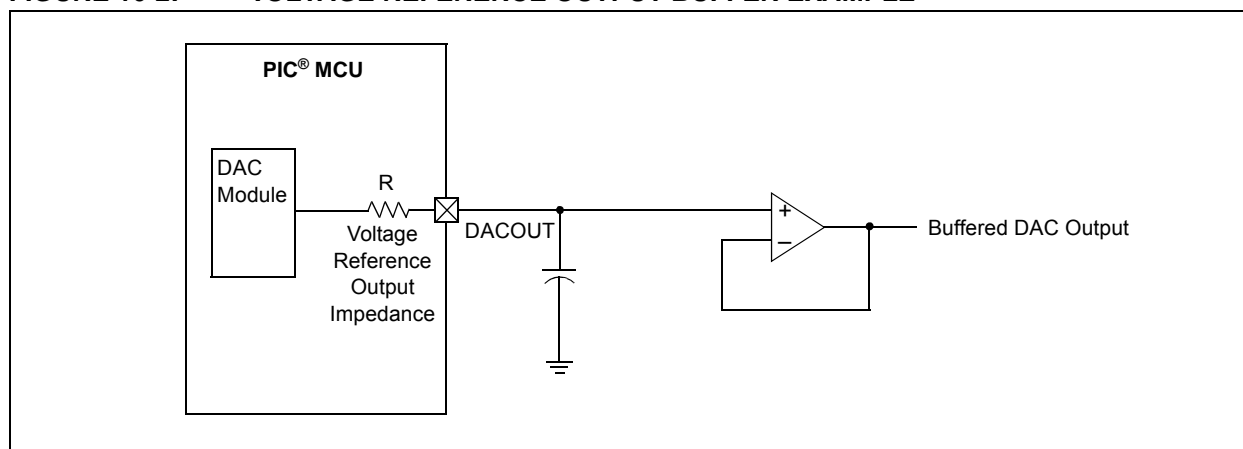 PIC® MCU
DAC
Module
R
DACOUT
Voltage
Reference
Output
Impedance
+
–
Buffered DAC Output